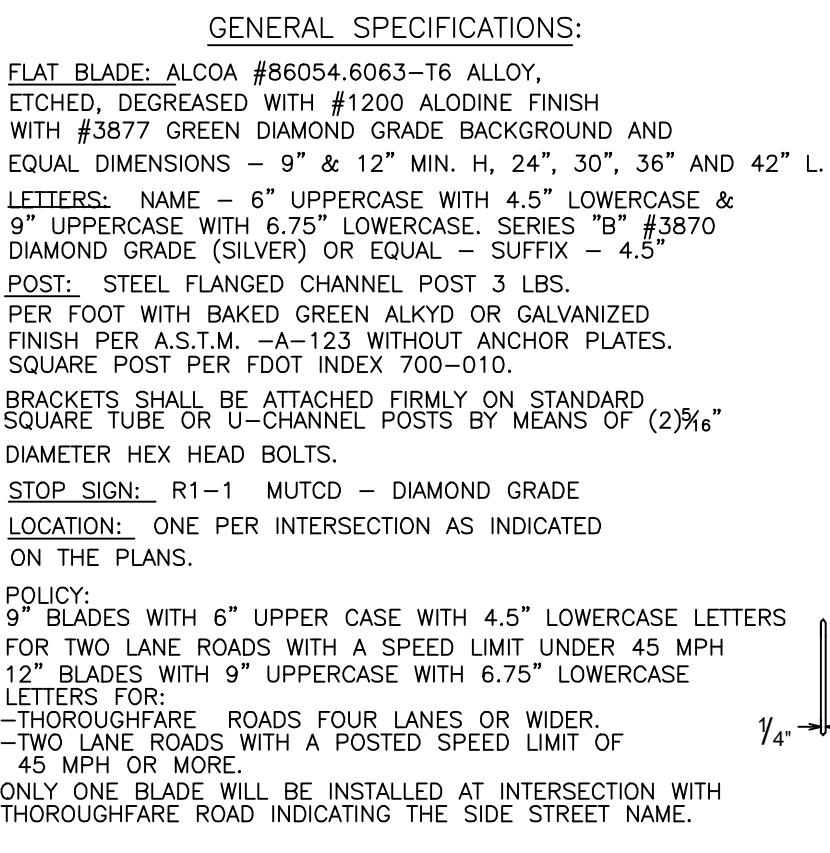 GENERAL SPECIFICATIONS:
FLAT BLADE: ALCOA #86054.6063-T6 ALLOY,
ETCHED, DEGREASED WITH #1200 ALODINE FINISH
WITH #3877 GREEN DIAMOND GRADE BACKGROUND AND
EQUAL DIMENSIONS - 9" & 12" MIN. H, 24", 30", 36" AND 42" L.
LETTERS: NAME - 6" UPPERCASE WITH 4.5" LOWERCASE &
9" UPPERCASE WITH 6.75" LOWERCASE. SERIES "B" #3870
DIAMOND GRADE (SILVER) OR EQUAL - SUFFIX - 4.5"
POST: STEEL FLANGED CHANNEL POST 3 LBS.
PER FOOT WITH BAKED GREEN ALKYD OR GALVANIZED
FINISH PER A.S.T.M. -A-123 WITHOUT ANCHOR PLATES.
SQUARE POST PER FDOT INDEX 700-010.
BRACKETS SHALL BE ATTACHED FIRMLY ON STANDARD
SQUARE TUBE OR U-CHANNEL POSTS BY MEANS OF (2)5/16"
DIAMETER HEX HEAD BOLTS.
STOP SIGN: R1-1 MUTCD - DIAMOND GRADE
LOCATION: ONE PER INTERSECTION AS INDICATED
ON THE PLANS.
POLICY:
9" BLADES WITH 6" UPPER CASE WITH 4.5" LOWERCASE LETTERS
FOR TWO LANE ROADS WITH A SPEED LIMIT UNDER 45 MPH
12" BLADES WITH 9" UPPERCASE WITH 6.75" LOWERCASE
LETTERS FOR:
-THOROUGHFARE ROADS FOUR LANES OR WIDER.
-TWO LANE ROADS WITH A POSTED SPEED LIMIT OF
45 MPH OR MORE.
ONLY ONE BLADE WILL BE INSTALLED AT INTERSECTION WITH
THOROUGHFARE ROAD INDICATING THE SIDE STREET NAME.
1/4"